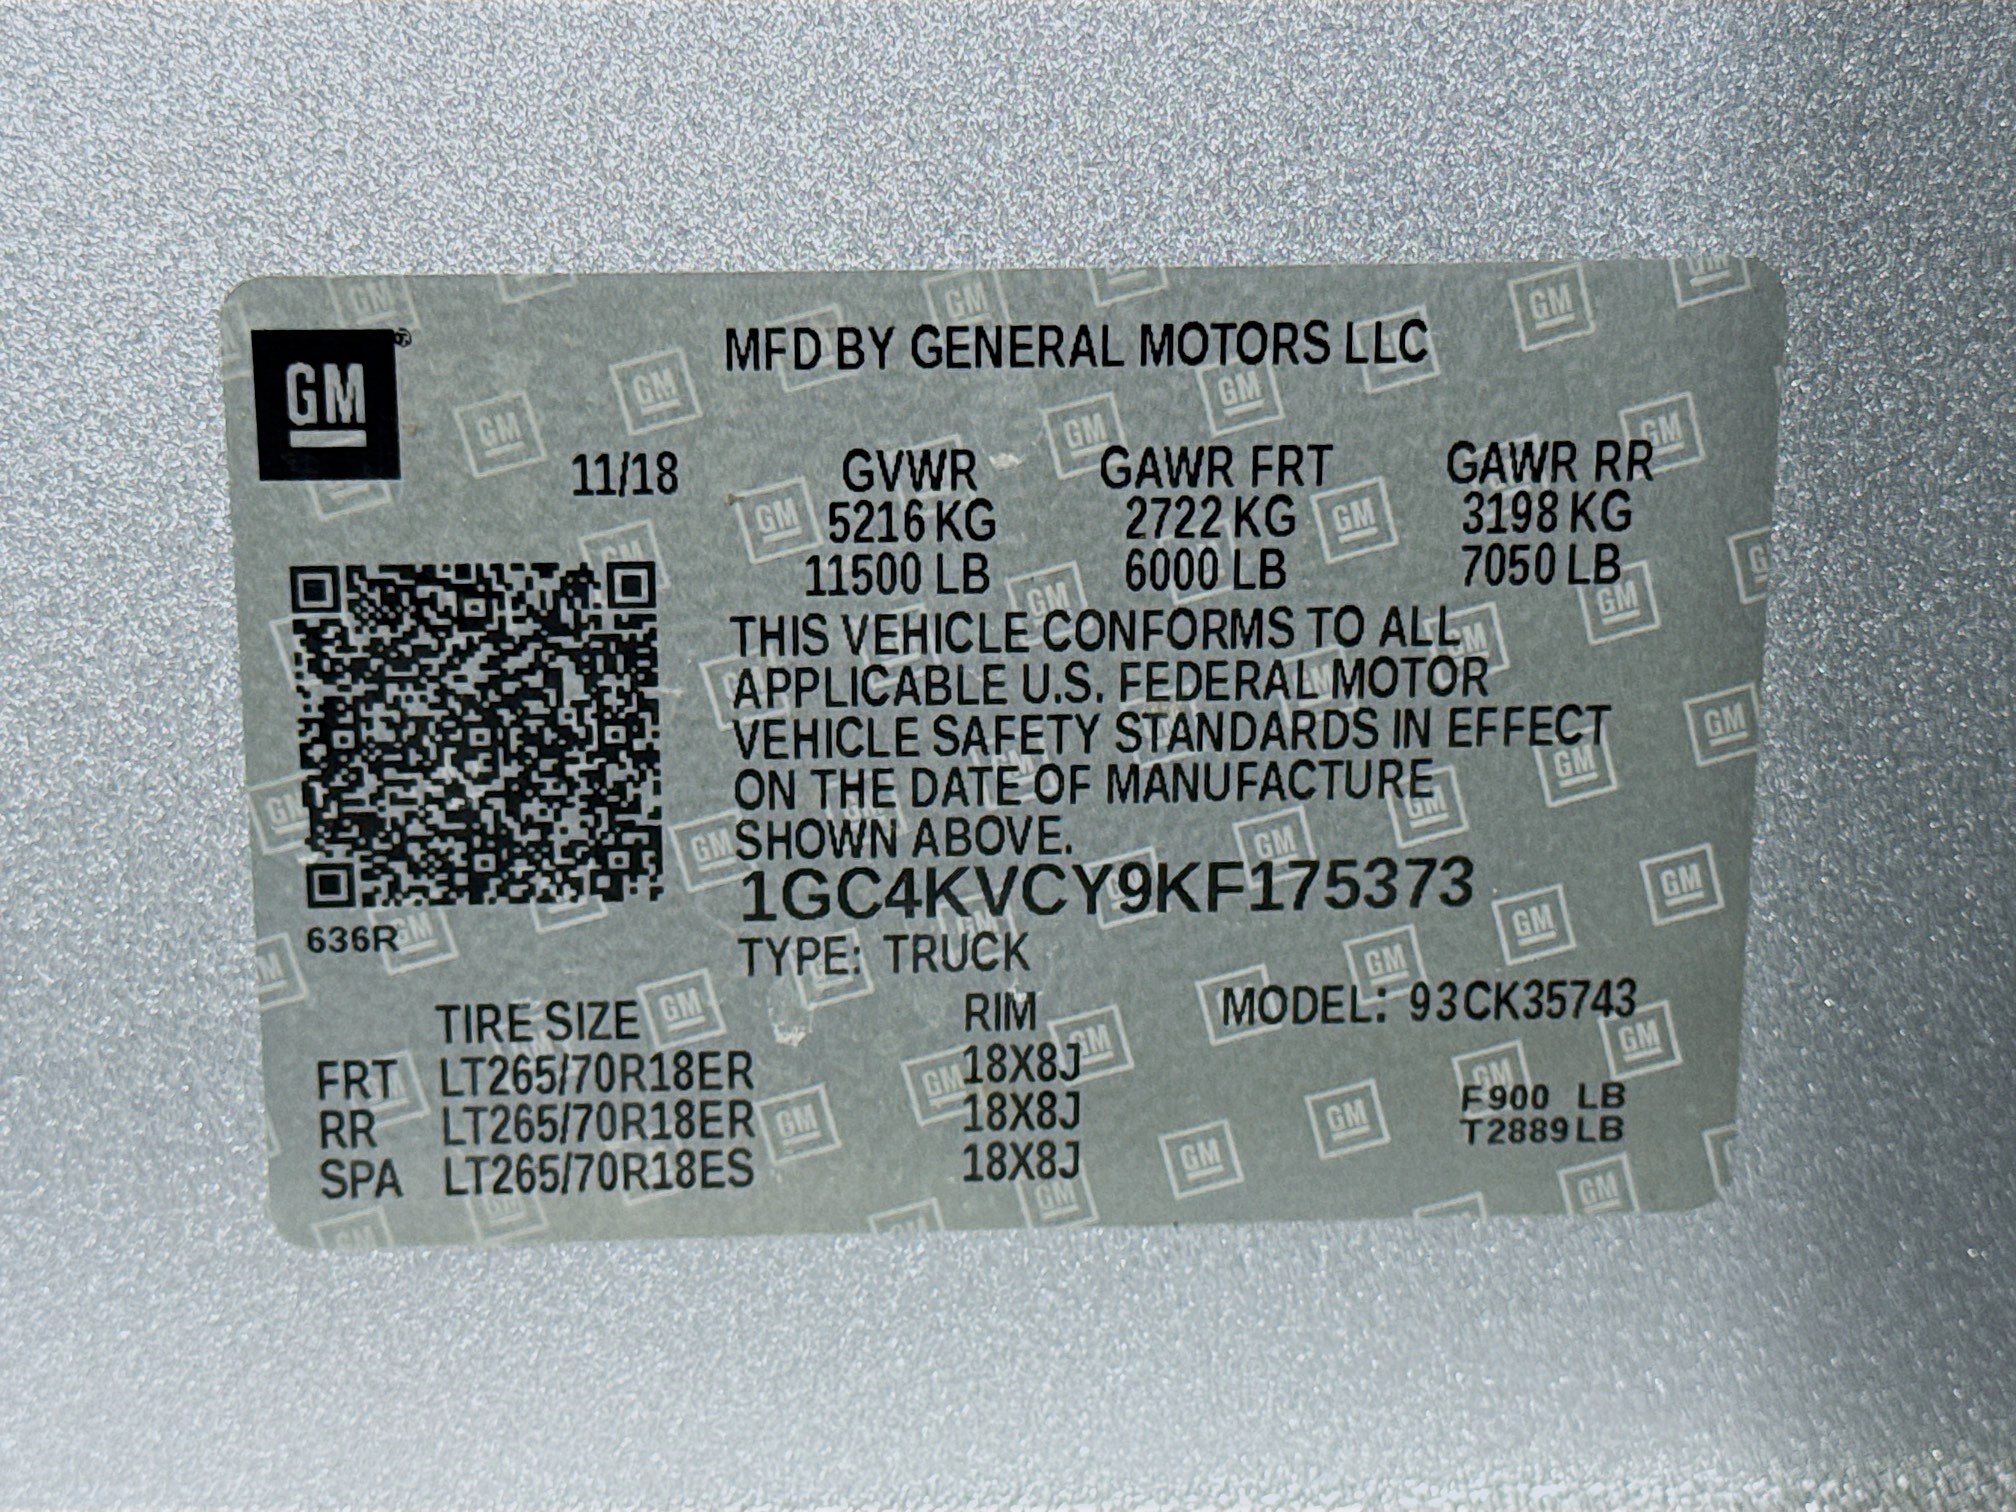 GM
MFD BY GENERAL MOTORS LLC
11/18 GVWR GAWR FRT GAWR RR
5216 KG 2722 KG 3198 KG
11500 LB 6000 LB 7050 LB
THIS VEHICLE CONFORMS TO ALL
APPLICABLE U.S. FEDERAL MOTOR
VEHICLE SAFETY STANDARDS IN EFFECT
ON THE DATE OF MANUFACTURE
SHOWN ABOVE.
1GC4KVCY9KF175373
636R
TYPE: TRUCK
TIRE SIZE RIM MODEL: 93CK35743
FRT LT265/70R18ER 18X8J
RR LT265/70R18ER 18X8J
SPA LT265/70R18ES 18X8J
F900 LB
T2889LB